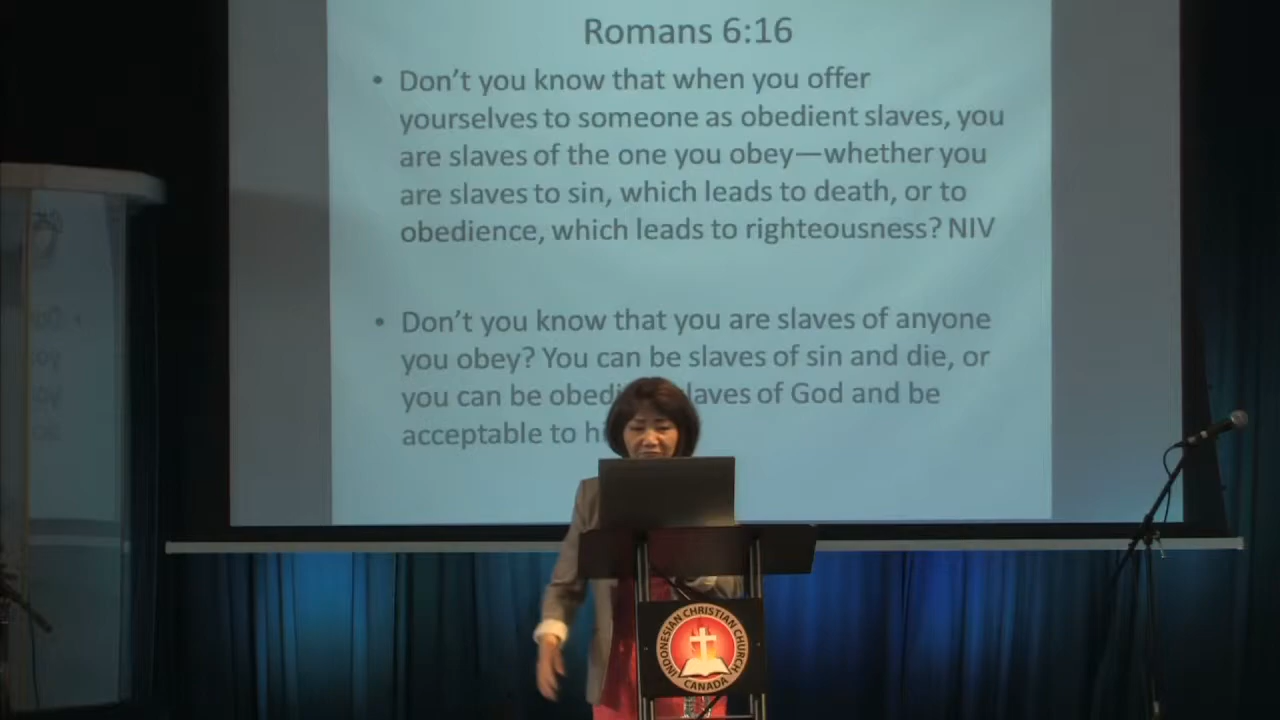 Romans 6:16
• Don’t you know that when you offer
yourselves to someone as obedient slaves, you
are slaves of the one you obey—whether you
are slaves to sin, which leads to death, or to
obedience, which leads to righteousness? NIV
• Don’t you know that you are slaves of anyone
you obey? You can be slaves of sin and die, or
you can be of God and be
acceptable to
INDONESIAN CHRISTIAN CHURCH
CANADA